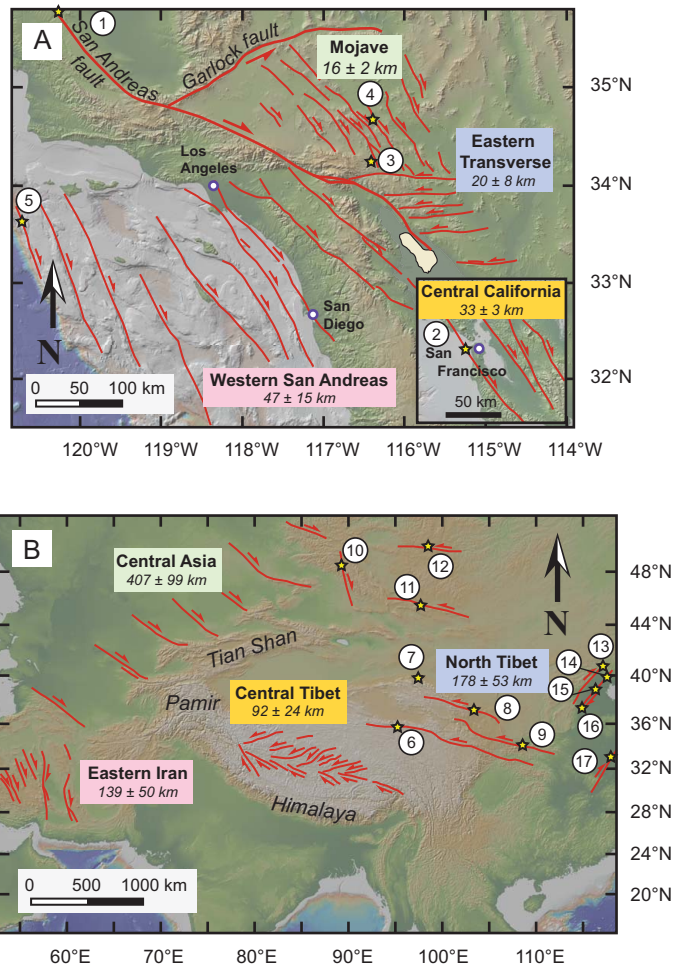 A
1
San Andreas
fault
Garlock fault
Mojave
16 ± 2 km
4
3
35°N
Los
Angeles
Eastern
Transverse
20 ± 8 km
34°N
5
33°N
N
San
Diego
Central California
33 ± 3 km
2
San
Francisco
50 km
0 50 100 km
Western San Andreas
47 ± 15 km
32°N
120°W 119°W 118°W 117°W 116°W 115°W 114°W
B
Central Asia
407 ± 99 km
10
12
11
N
48°N
44°N
Tian Shan
7
North Tibet
178 ± 53 km
13
14
15
40°N
Pamir
Central Tibet
92 ± 24 km
8
6
9
16
36°N
17
Eastern Iran
139 ± 50 km
32°N
Himalaya
28°N
0 500 1000 km
24°N
20°N
60°E 70°E 80°E 90°E 100°E 110°E